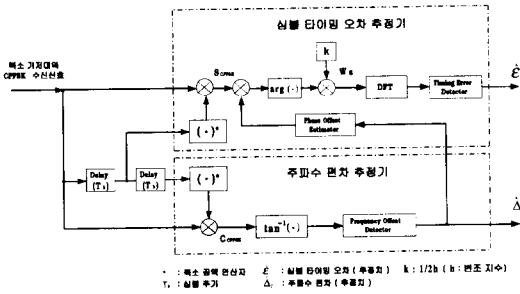 심볼 타이밍 오차 추정기
복소 기저대역
CPFSK 수신신호
S_CPFSK
k
W_k
arg (·)
DFT
Timing Error
Detector
ε̂
Phase Offset
Estimator
(·)*
Delay
(T_s)
Delay
(T_s)
주파수 편차 추정기
(·)*
C_CPFSK
tan⁻¹(·)
Frequency Offset
Detector
Δ̂
* : 복소 공액 연산자 ε̂ : 심볼 타이밍 오차 ( 추정치 ) k : 1/2h ( h : 변조 지수 )
T_s : 심볼 주기 Δ̂_f : 주파수 편차 ( 추정치 )